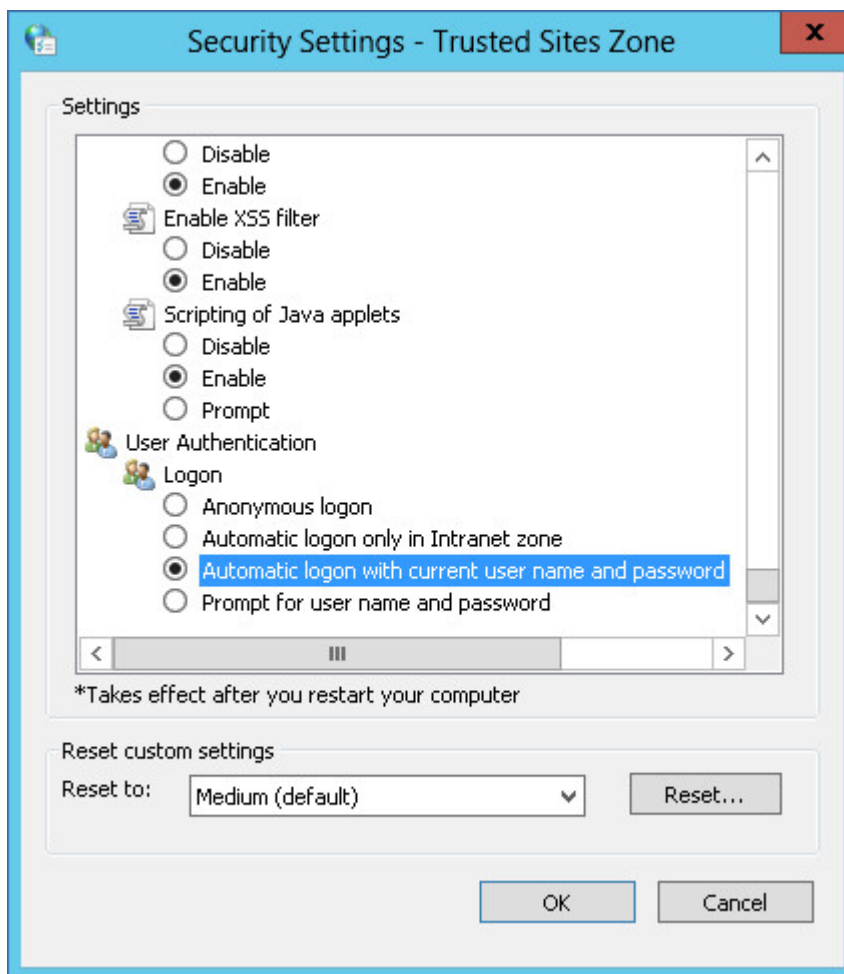 Security Settings - Trusted Sites Zone
x
Settings
Disable
Enable
Enable XSS filter
Disable
Enable
Scripting of Java applets
Disable
Enable
Prompt
User Authentication
Logon
Anonymous logon
Automatic logon only in Intranet zone
Automatic logon with current user name and password
Prompt for user name and password
*Takes effect after you restart your computer
Reset custom settings
Reset to: Medium (default) Reset...
OK Cancel